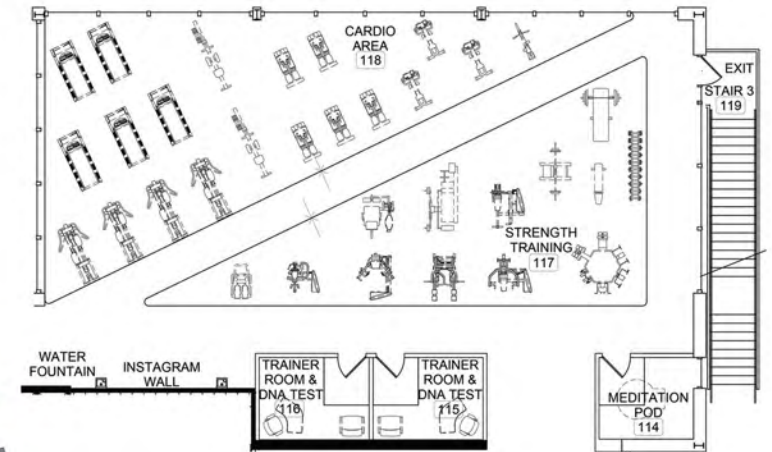 CARDIO
AREA
118
EXIT
STAIR 3
119
STRENGTH
TRAINING
117
WATER
FOUNTAIN
INSTAGRAM
WALL
TRAINER
ROOM &
DNA TEST
116
TRAINER
ROOM &
DNA TEST
115
MEDITATION
POD
114